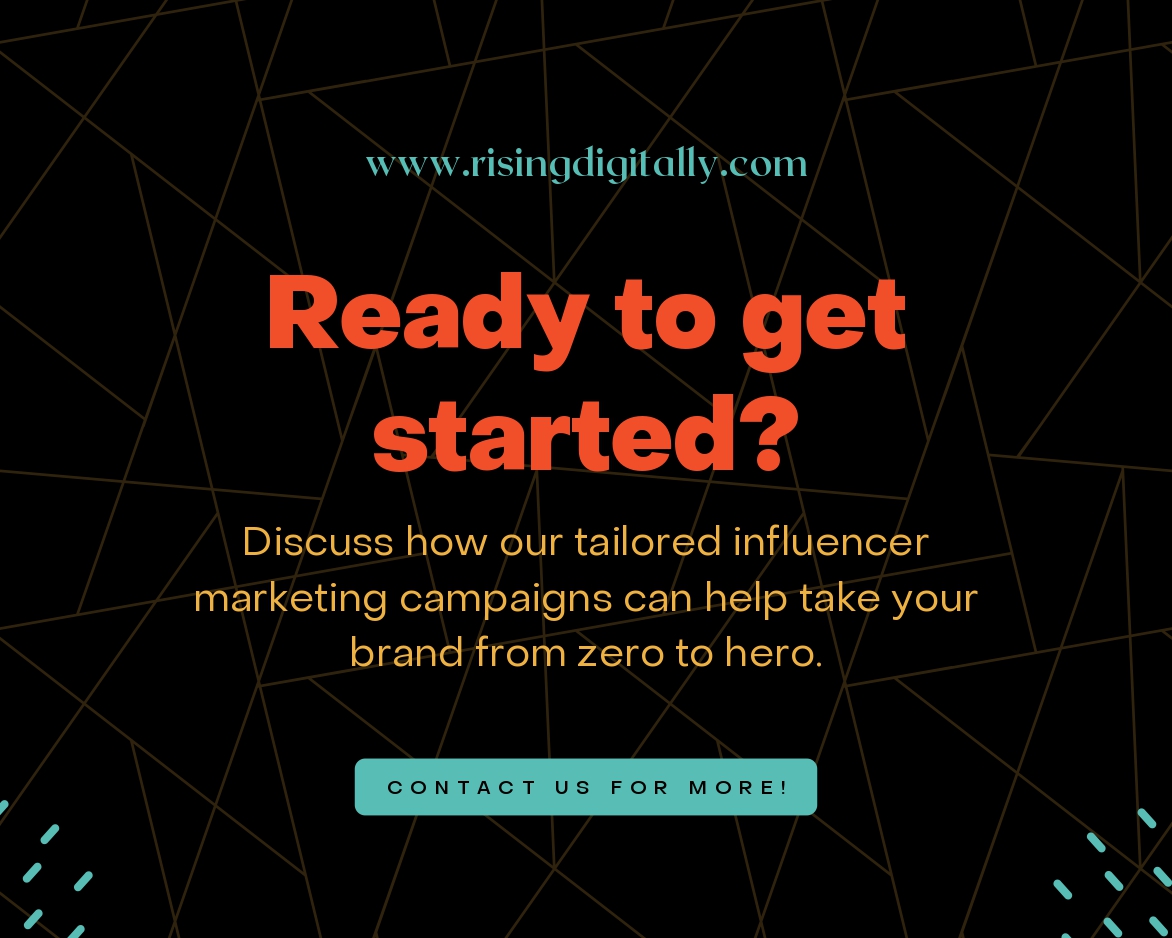 www.risingdigitally.com
Ready to get
started?
Discuss how our tailored influencer
marketing campaigns can help take your
brand from zero to hero.
CONTACT US FOR MORE!